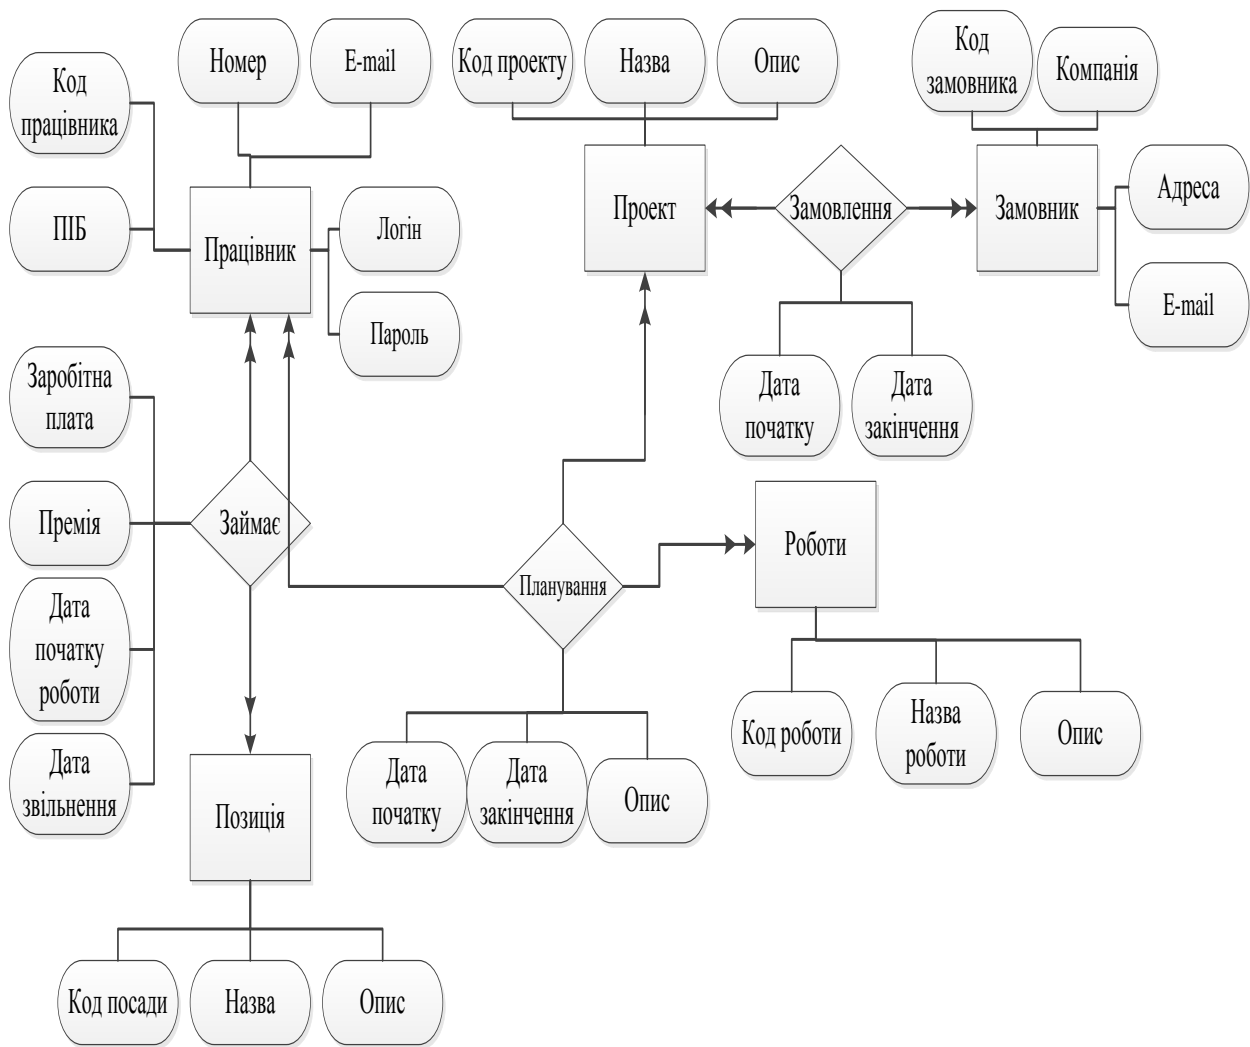 Номер
E-mail
Код проекту
Назва
Опис
Код
замовника
Компанія
Код
працівника
ПІБ
Працівник
Логін
Пароль
Проект
Замовлення
Замовник
Адреса
E-mail
Дата
початку
Дата
закінчення
Заробітна
плата
Премія
Дата
початку
роботи
Дата
звільнення
Займає
Планування
Роботи
Код роботи
Назва
роботи
Опис
Дата
початку
Дата
закінчення
Опис
Позиція
Код посади
Назва
Опис